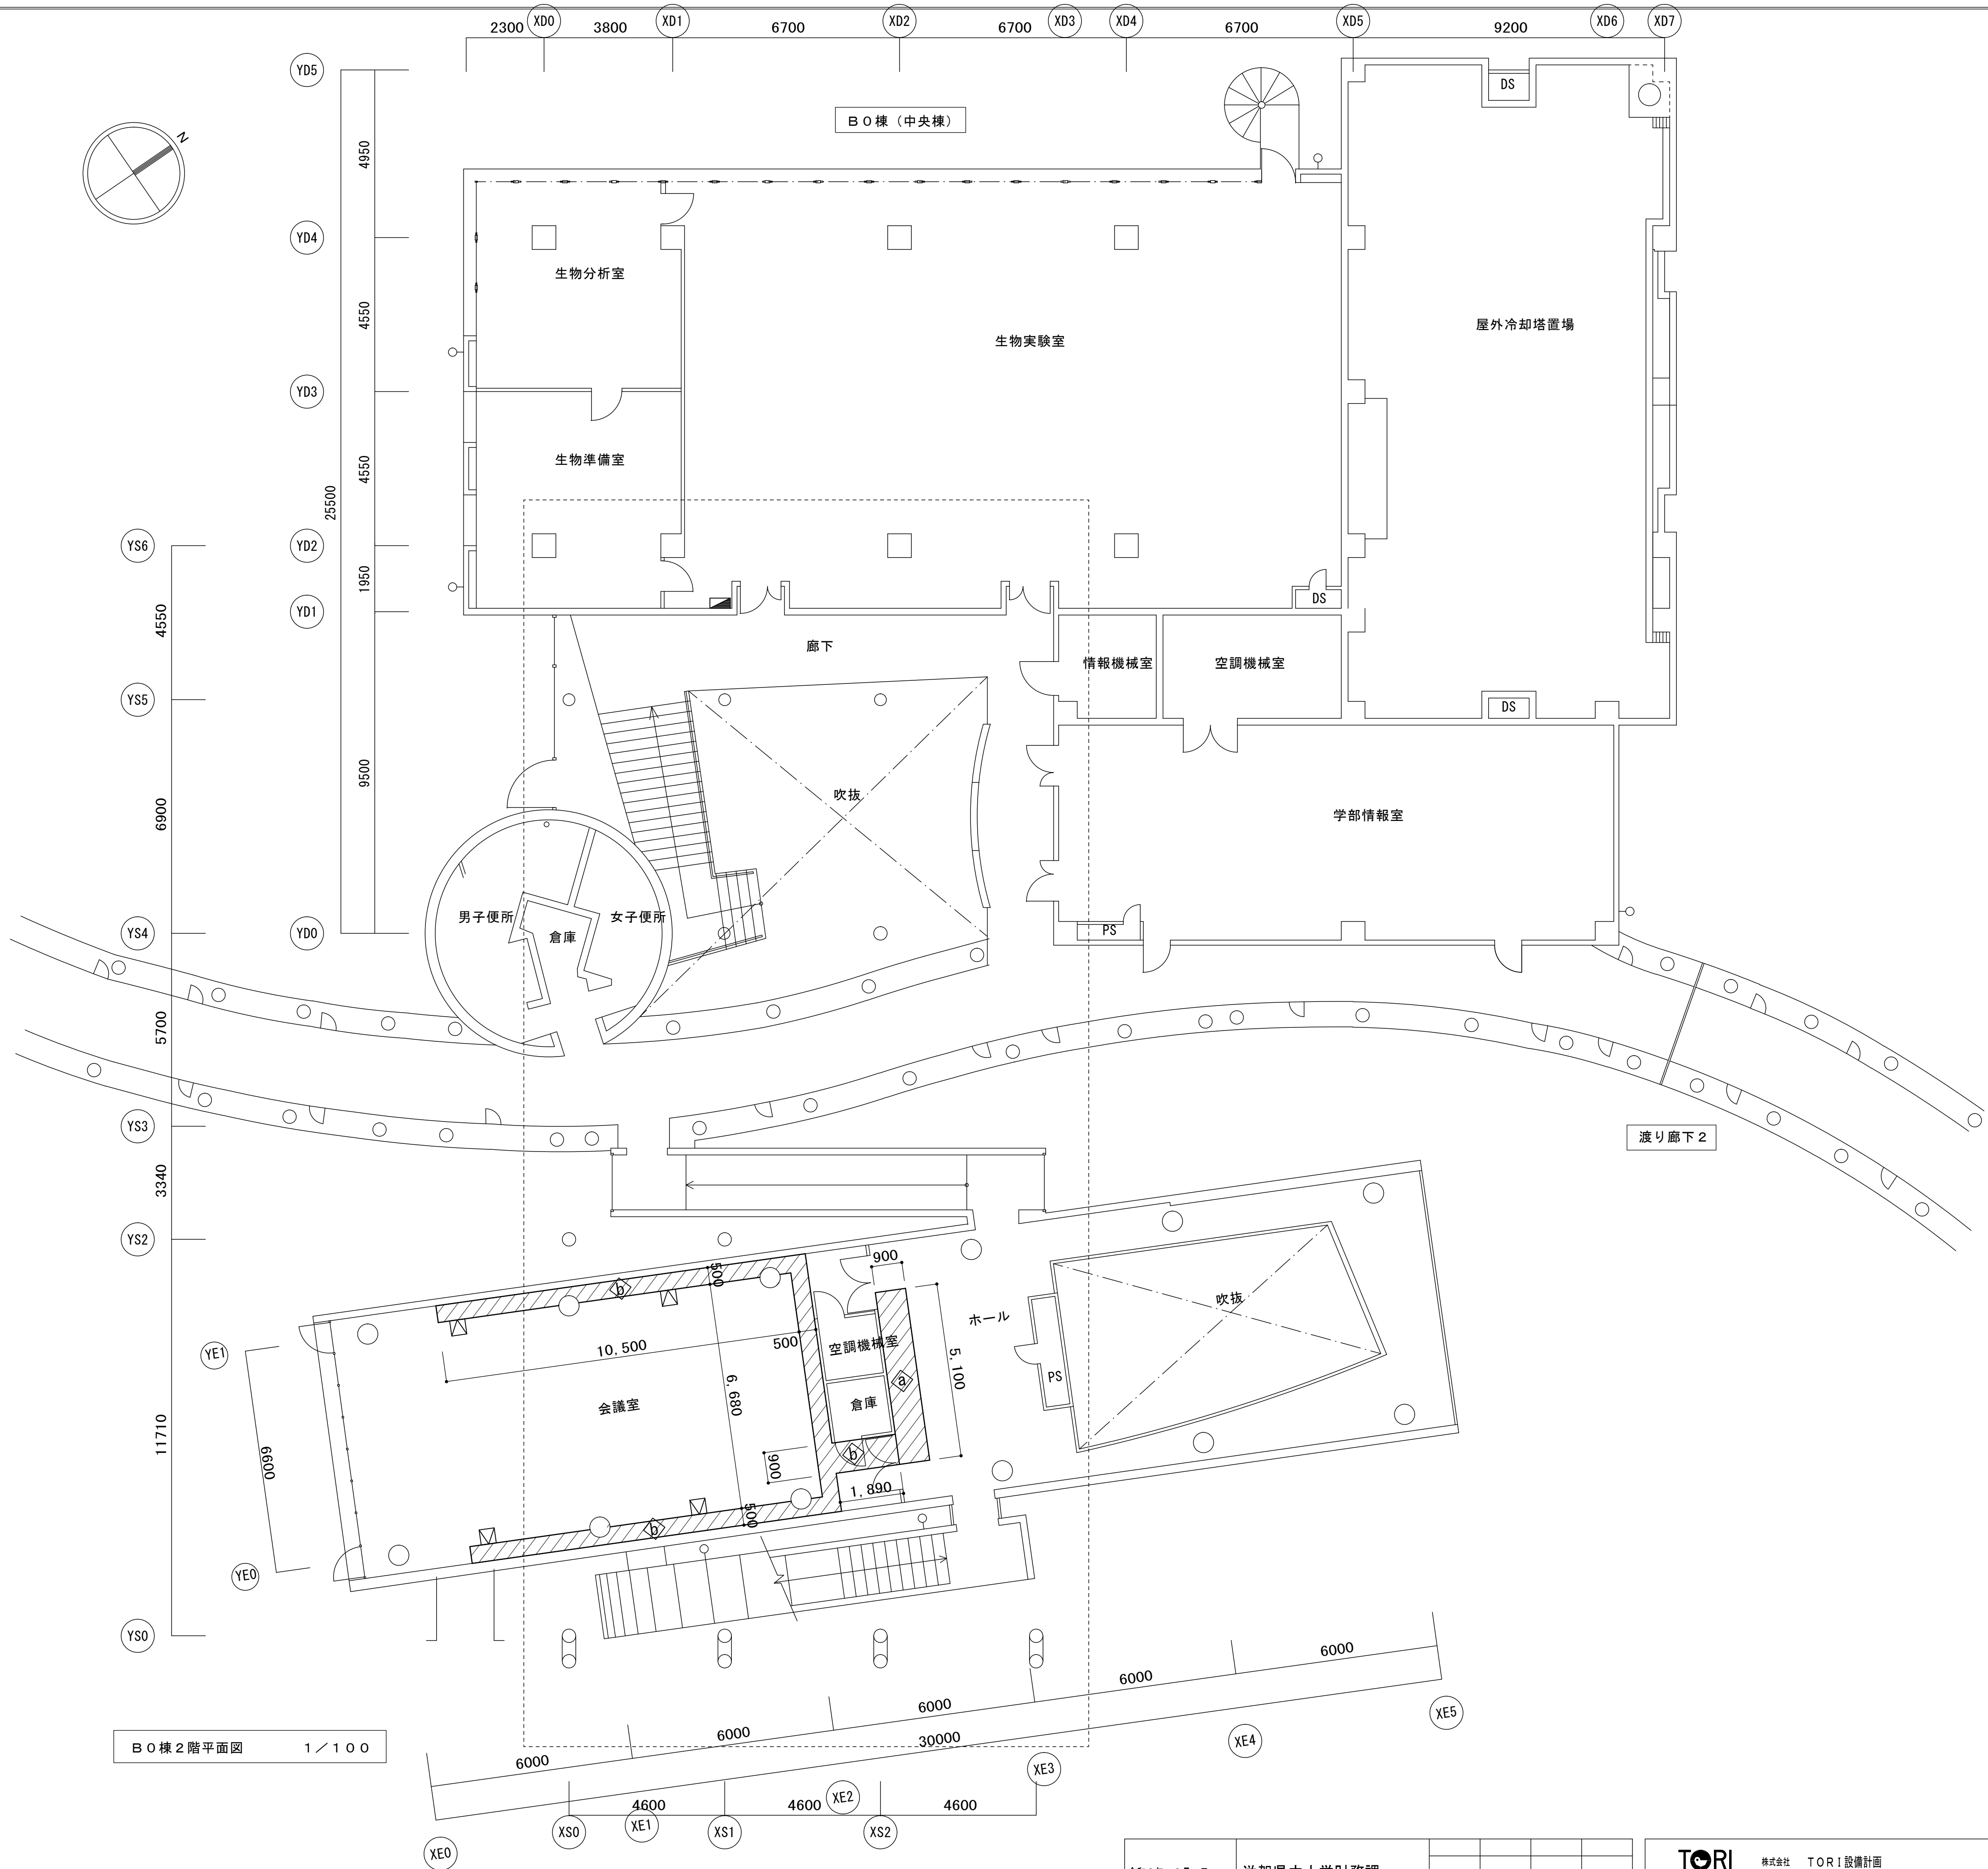 XD0 XD1 XD2 XD3 XD4 XD5 XD6 XD7
2300 3800 6700 6700 6700 9200
YD5
DS
B0棟(中央棟)
N
4950
YD4
生物分析室
4550
屋外冷却塔置場
生物実験室
YD3
生物準備室
4550
25500
YS6
YD2
1950
DS
YD1
4550
廊下
情報機械室
空調機械室
YS5
DS
9500
吹抜
6900
学部情報室
男子便所
女子便所
倉庫
YS4
YD0
PS
5700
YS3
渡り廊下2
3340
YS2
900
500
b
吹抜
ホール
YE1
10,500
500
空調機械室
5,100
PS
a
6,680
倉庫
会議室
11710
6600
b
900
1,890
500
b
YE0
YS0
6000
6000
XE5
6000
6000
30000
XE4
B0棟2階平面図 1/100
6000
XE3
XE2
4600 4600 4600
XE1
XS0 XS1 XS2
XE0
TORI 株式会社 TORI設備計画